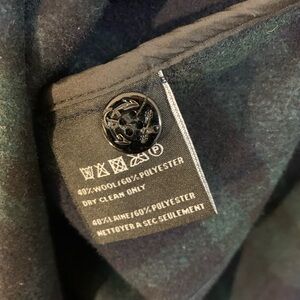 40%WOOL/60%POLYESTER
DRY CLEAN ONLY
40%LAINE/60%POLYESTER
NETTOYER A SEC SEULEMENT